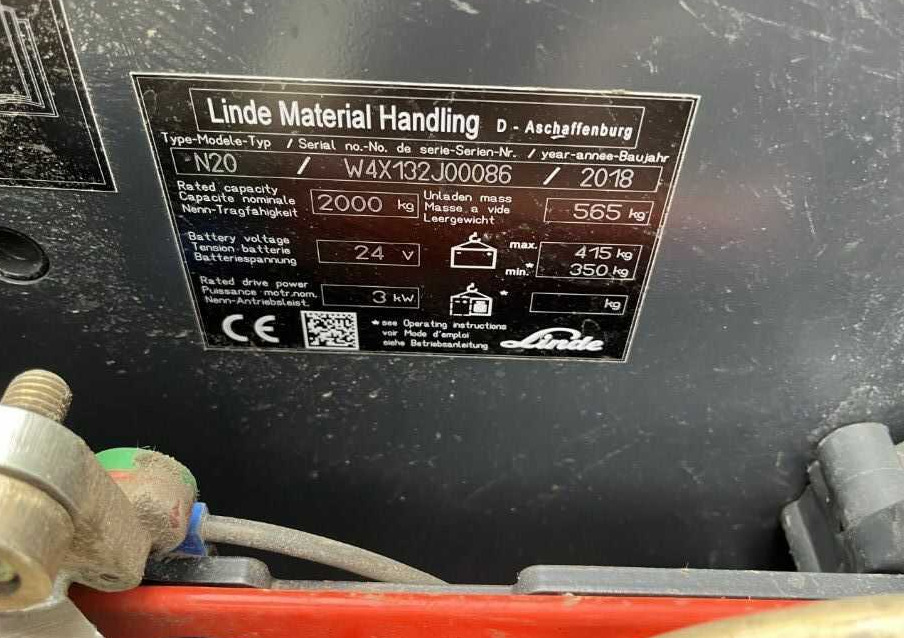 Linde Material Handling D - Aschaffenburg
Type-Modele-Typ / Serial no.-No. de serie-Serien-Nr. / year-annee-Baujahr
N20 / W4X132J00086 / 2018
Rated capacity
Capacite nominale
Nenn-Tragfähigkeit
2000 kg
Unladen mass
Masse a vide
Leergewicht
565 kg
Battery voltage
Tension batterie
Batteriespannung
24 V
max. 415 kg
min.* 350 kg
Rated drive power
Puissance motr.nom.
Nenn-Antriebsleist.
3 kW
* kg
CE
* see Operating instructions
voir Mode d'emploi
siehe Betriebsanleitung
Linde